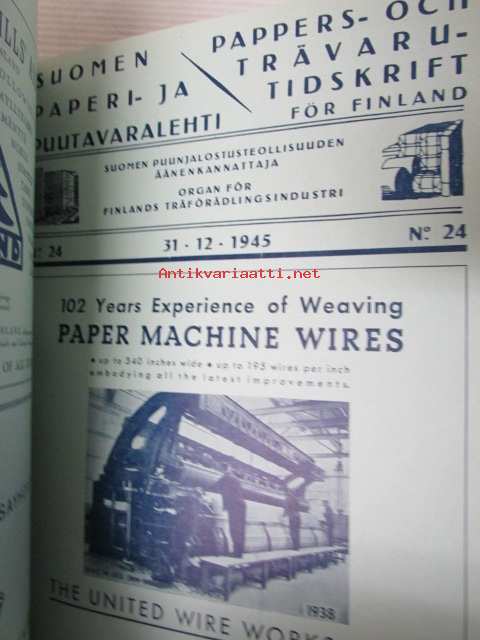 SUOMEN
PAPERI- JA
PUUTAVARALEHTI
PAPPERS- OCH
TRÄVARU-
TIDSKRIFT
FÖR FINLAND
SUOMEN PUUNJALOSTUSTEOLLISUUDEN
ÄÄNENKANNATTAJA
ORGAN FÖR
FINLANDS TRÄFÖRÄDLINGSINDUSTRI
Nº 24
31 - 12 - 1945
Nº 24
Antikvariaatti.net
102 Years Experience of Weaving
PAPER MACHINE WIRES
• up to 340 inches wide • up to 195 wires per inch
embodying all the latest improvements.
1938
THE UNITED WIRE WORKS